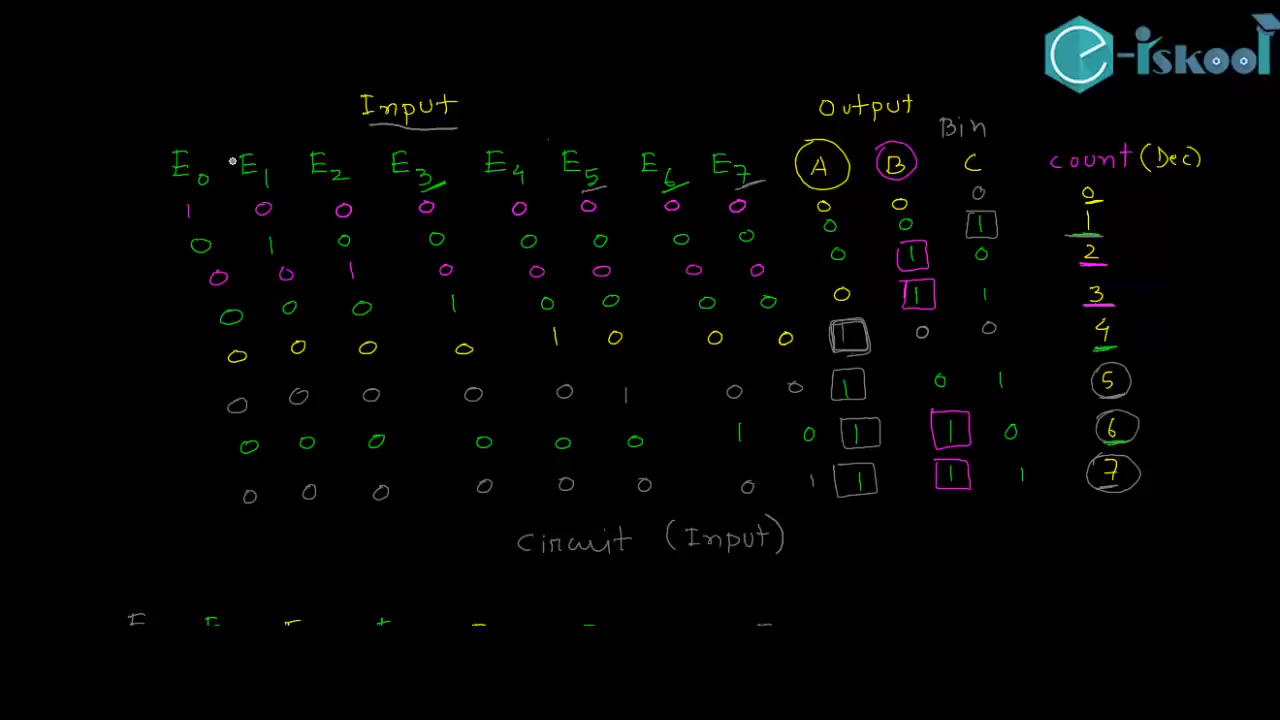 e-iskool
Input Output
Bin
E0 E1 E2 E3 E4 E5 E6 E7 A B C count (Dec)
1 0 0 0 0 0 0 0 0 0 0 0
0 1 0 0 0 0 0 0 0 0 1 1
0 0 1 0 0 0 0 0 0 1 0 2
0 0 0 1 0 0 0 0 0 1 1 3
0 0 0 0 1 0 0 0 1 0 0 4
0 0 0 0 0 1 0 0 1 0 1 5
0 0 0 0 0 0 1 0 1 1 0 6
0 0 0 0 0 0 0 1 1 1 1 7
Circuit (Input)